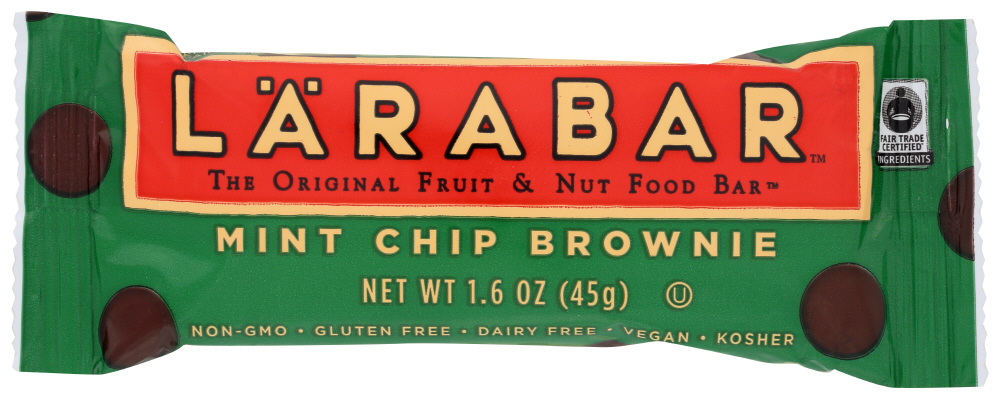 LÄRABAR™
THE ORIGINAL FRUIT & NUT FOOD BAR™
MINT CHIP BROWNIE
NET WT 1.6 OZ (45g) U
NON-GMO • GLUTEN FREE • DAIRY FREE • VEGAN • KOSHER
FAIR TRADE
CERTIFIED
INGREDIENTS